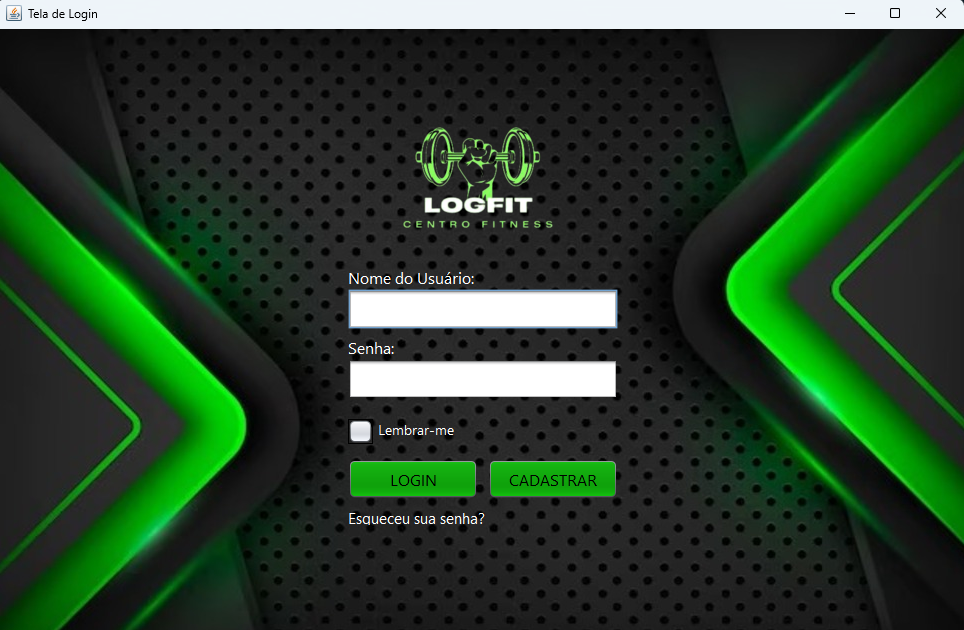 Tela de Login
LOGFIT
CENTRO FITNESS
Nome do Usuário:
Senha:
Lembrar-me
LOGIN CADASTRAR
Esqueceu sua senha?